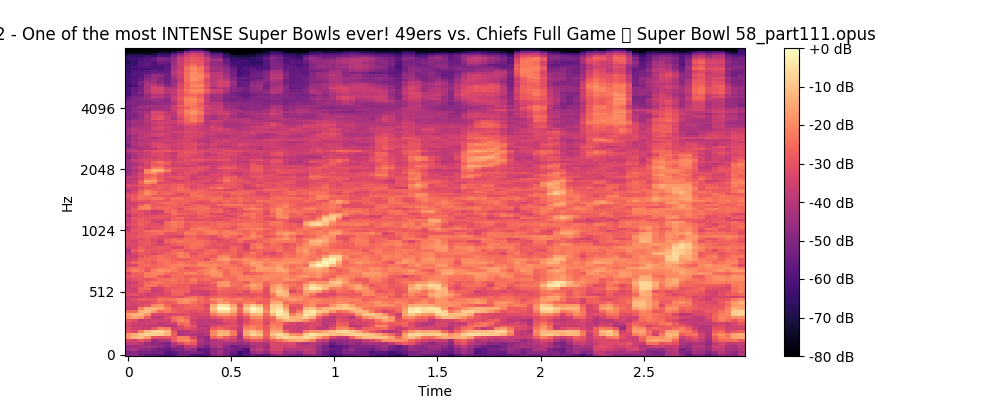 2 - One of the most INTENSE Super Bowls ever! 49ers vs. Chiefs Full Game ▯ Super Bowl 58_part111.opus
Hz
4096
2048
1024
512
0
0 0.5 1 1.5 2 2.5
Time
+0 dB
-10 dB
-20 dB
-30 dB
-40 dB
-50 dB
-60 dB
-70 dB
-80 dB